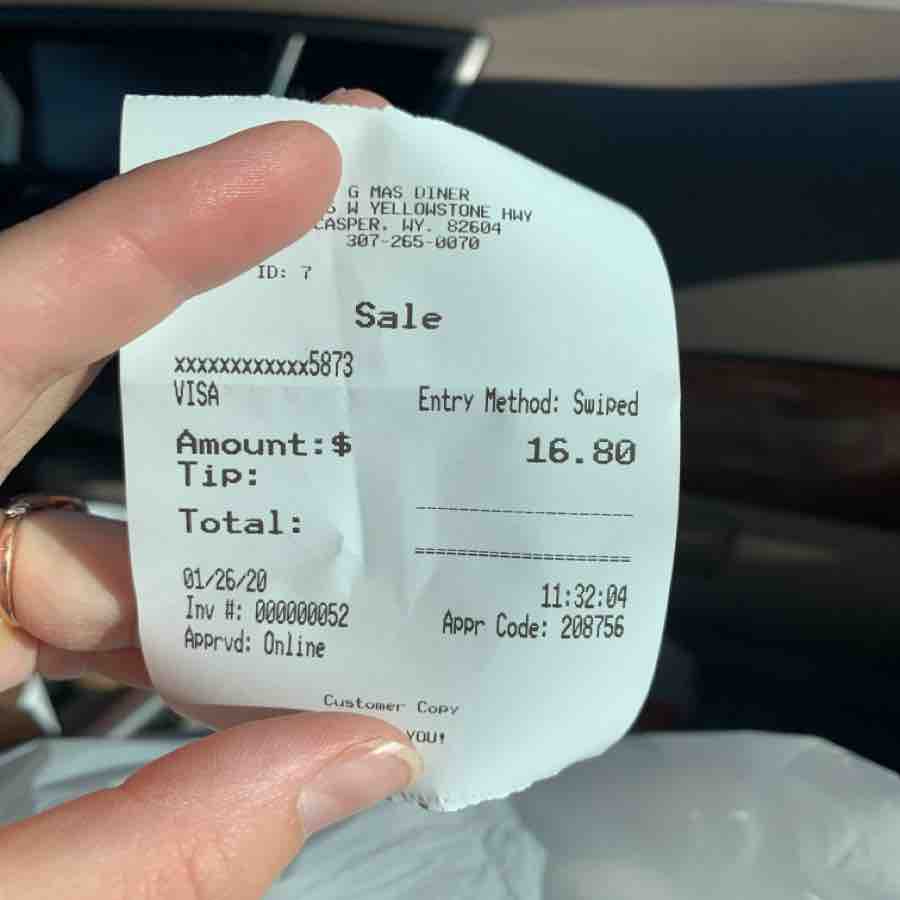 G MAS DINER
W YELLOWSTONE HWY
CASPER, WY. 82604
307-265-0070
ID: 7
Sale
xxxxxxxxxxxx5873
VISA
Entry Method: Swiped
Amount:$ 16.80
Tip:
Total:
01/26/20 11:32:04
Inv #: 000000052
Appr Code: 208756
Apprvd: Online
Customer Copy
YOU!